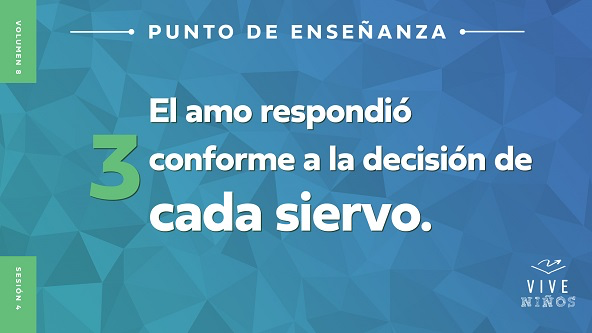 VOLUMEN 8
PUNTO DE ENSEÑANZA
3
El amo respondió
conforme a la decisión de
cada siervo.
SESIÓN 4
VIVE
NIÑOS